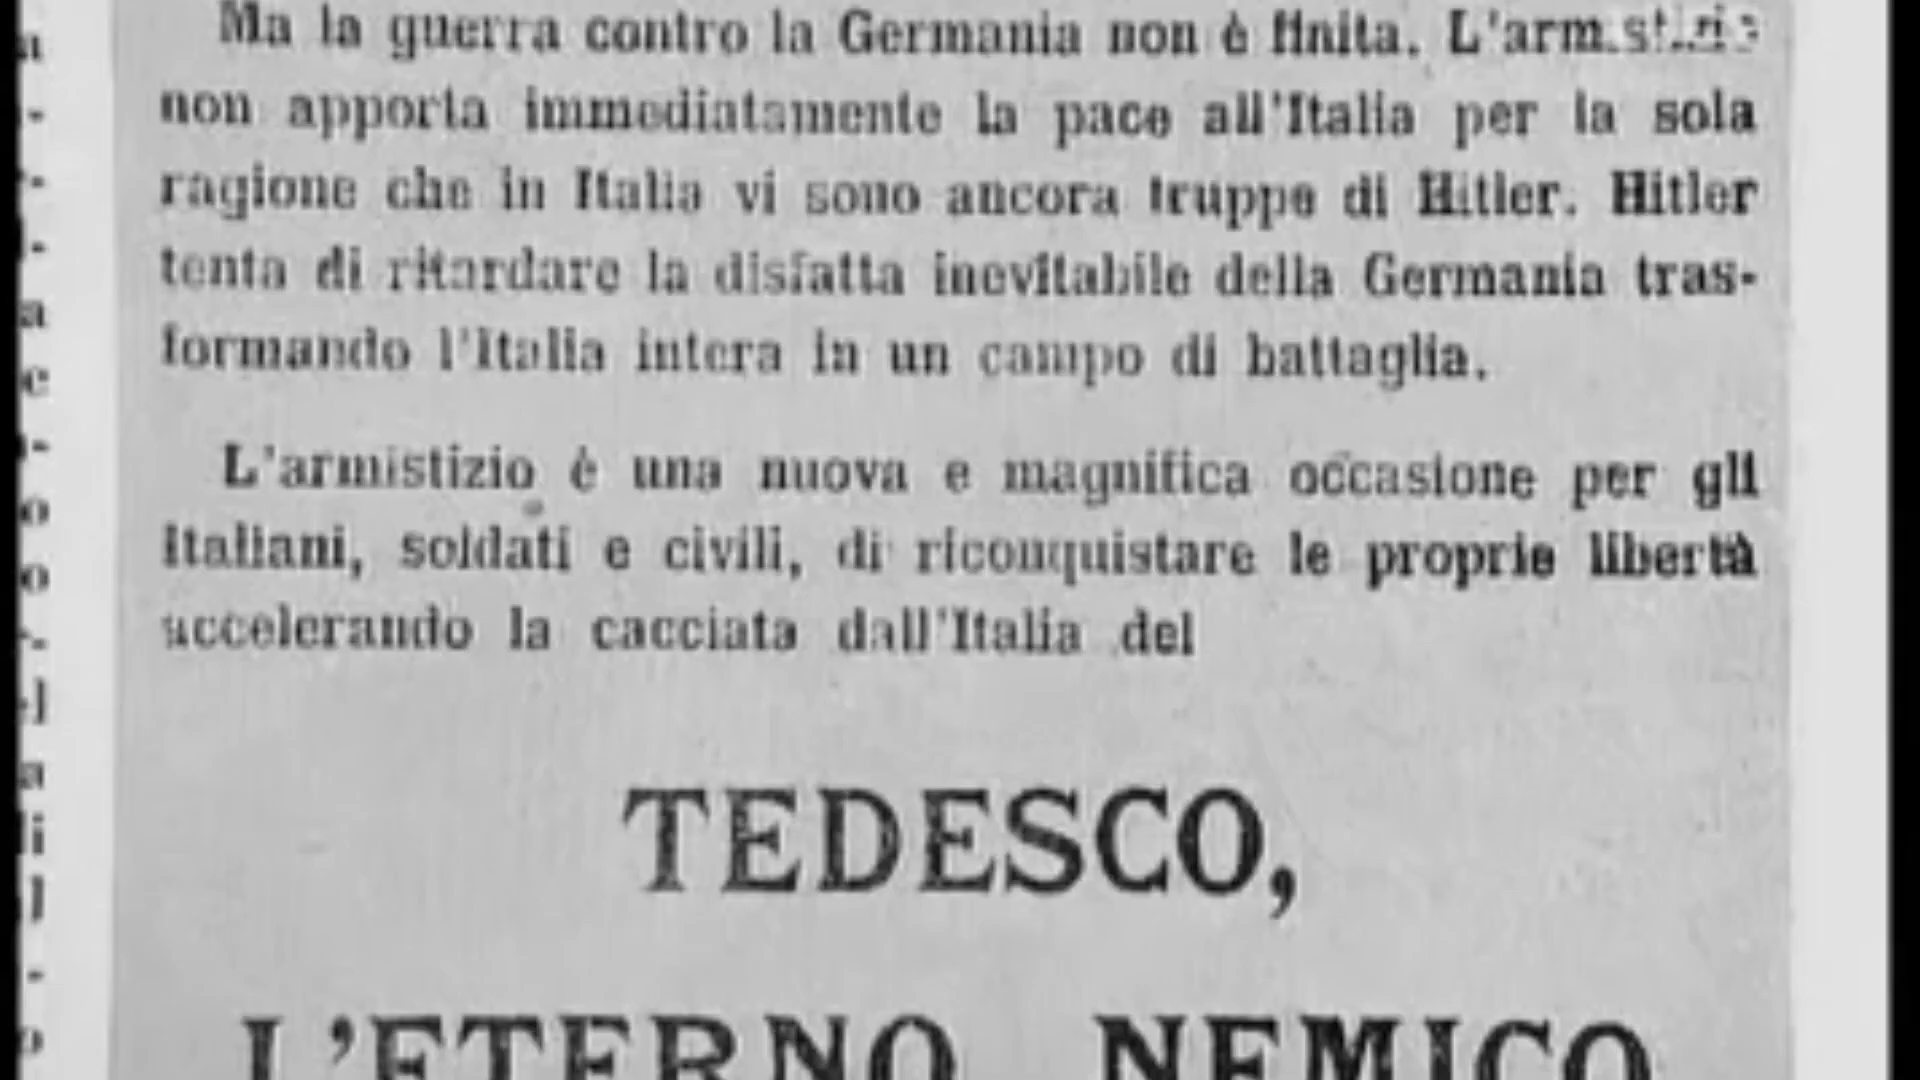 Ma la guerra contro la Germania non è finita. L'armistizio
non apporta immediatamente la pace all'Italia per la sola
ragione che in Italia vi sono ancora truppe di Hitler. Hitler
tenta di ritardare la disfatta inevitabile della Germania tras-
formando l'Italia intera in un campo di battaglia.
L'armistizio è una nuova e magnifica occasione per gli
italiani, soldati e civili, di riconquistare le proprie libertà
accelerando la cacciata dall'Italia del
TEDESCO,
L'ETERNO NEMICO